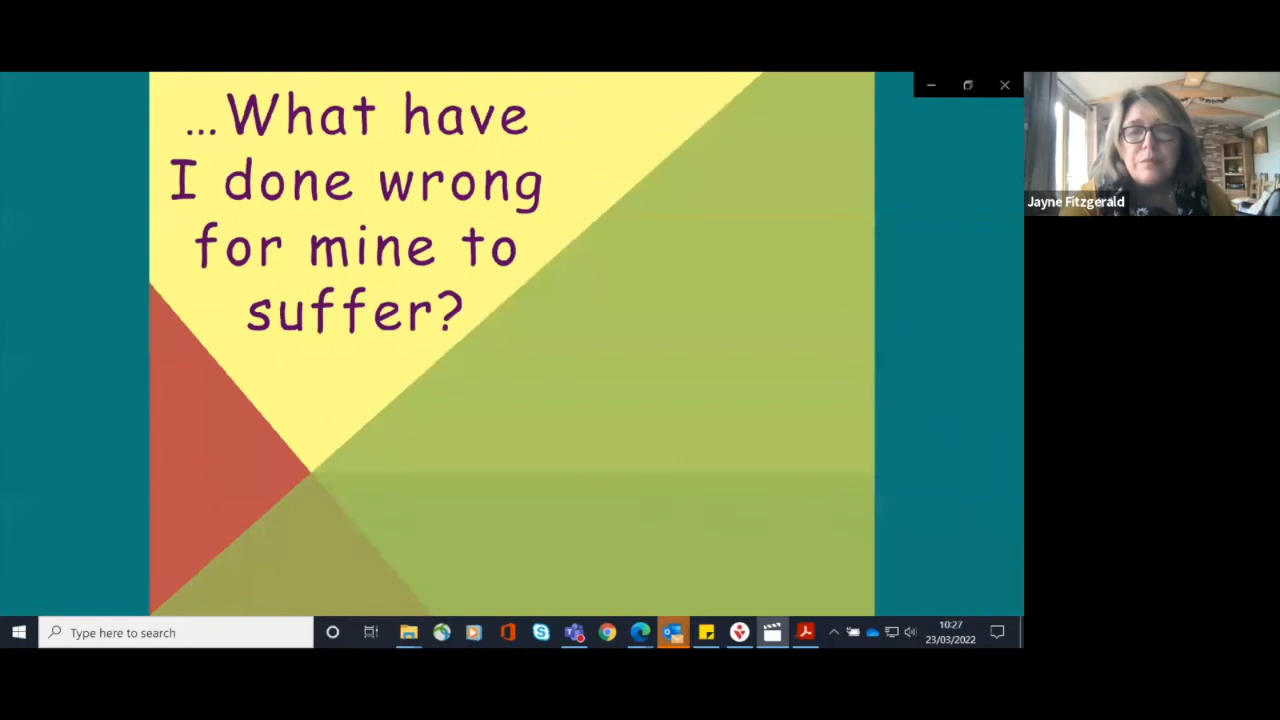 ...What have
I done wrong
for mine to
suffer?
Jayne Fitzgerald
Type here to search
10:27
23/03/2022